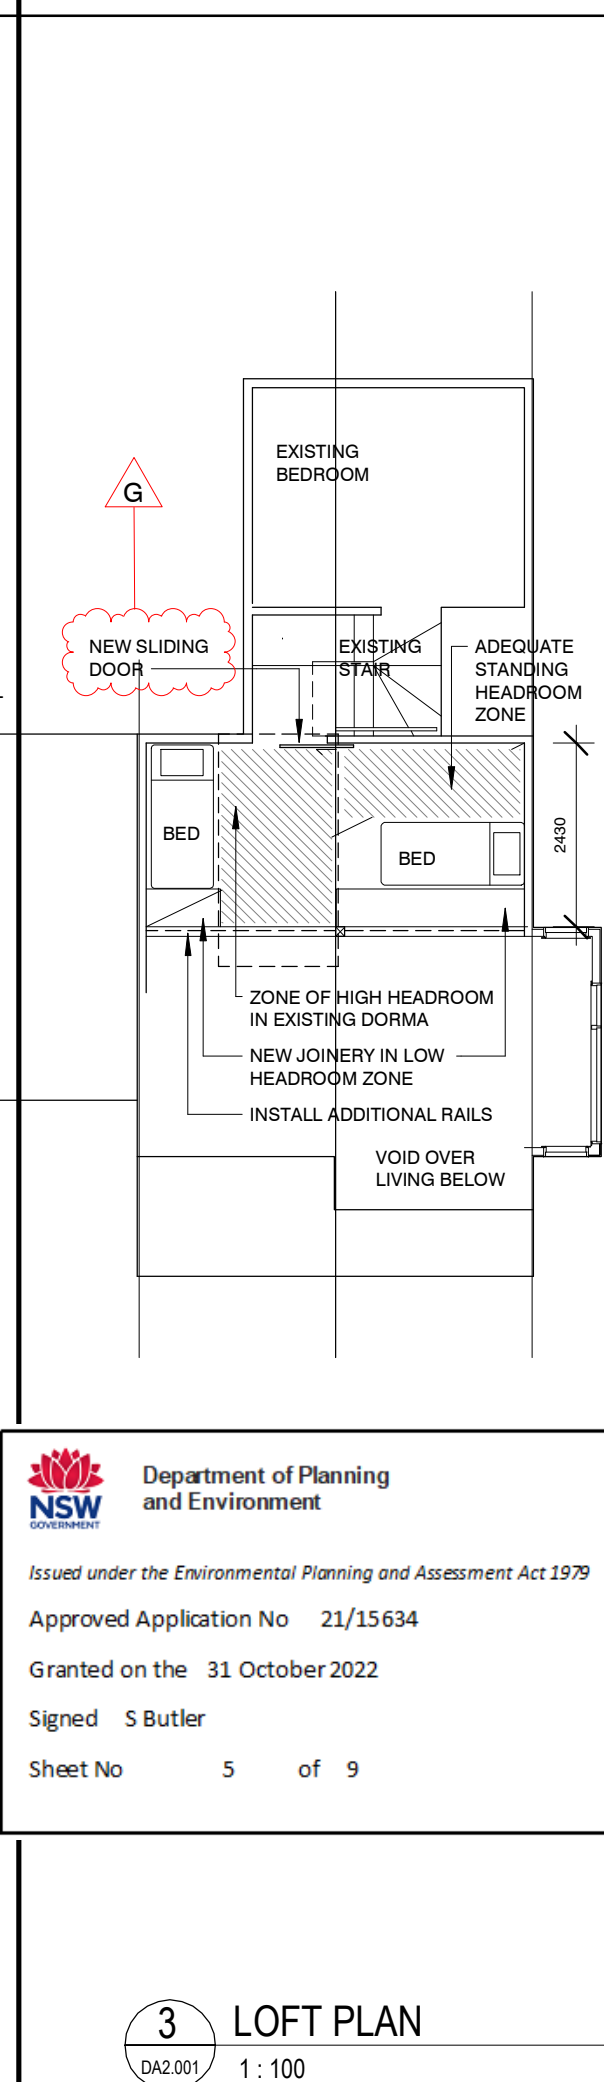 EXISTING
BEDROOM
G
NEW SLIDING
DOOR
EXISTING
STAIR
ADEQUATE
STANDING
HEADROOM
ZONE
BED
BED
2430
ZONE OF HIGH HEADROOM
IN EXISTING DORMA
NEW JOINERY IN LOW
HEADROOM ZONE
INSTALL ADDITIONAL RAILS
VOID OVER
LIVING BELOW
NSW
GOVERNMENT
Department of Planning
and Environment
Issued under the Environmental Planning and Assessment Act 1979
Approved Application No 21/15634
Granted on the 31 October 2022
Signed S Butler
Sheet No 5 of 9
3 LOFT PLAN
DA2.001 1 : 100